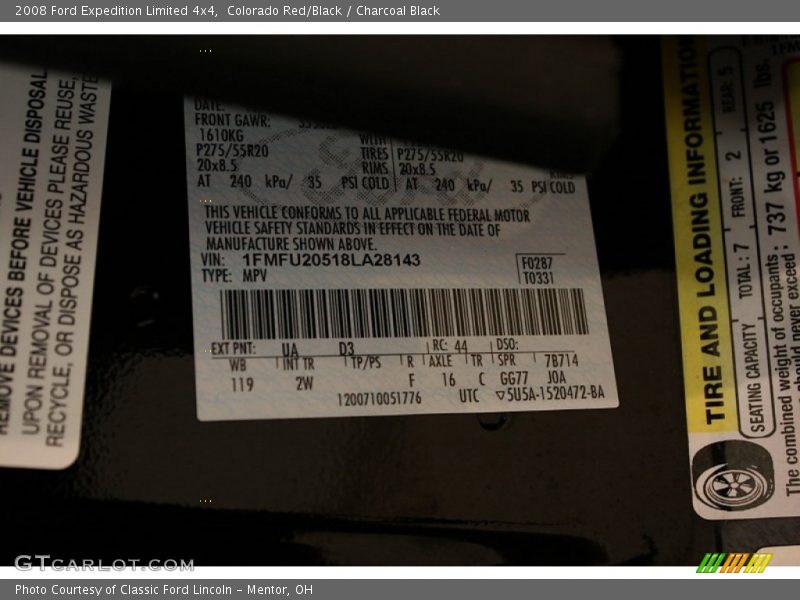 2008 Ford Expedition Limited 4x4, Colorado Red/Black / Charcoal Black
REMOVE DEVICES BEFORE VEHICLE DISPOSAL
UPON REMOVAL OF DEVICES PLEASE REUSE,
RECYCLE, OR DISPOSE AS HAZARDOUS WASTE
DATE:
FRONT GAWR:
1610KG
P275/55R20
20x8.5
AT 240 kPa/ 35 PSI COLD
WITH
TIRES P275/55R20
RIMS 20x8.5
AT 240 kPa/ 35 PSI COLD
THIS VEHICLE CONFORMS TO ALL APPLICABLE FEDERAL MOTOR
VEHICLE SAFETY STANDARDS IN EFFECT ON THE DATE OF
MANUFACTURE SHOWN ABOVE.
VIN: 1FMFU20518LA28143
TYPE: MPV
F0287
T0331
EXT PNT: UA D3 RC: 44 DSO:
WB INT TR TP/PS R AXLE TR SPR 7B714
119 2W F 16 C GG77 J0A
1200710051776 UTC 5U5A-1520472-BA
TIRE AND LOADING INFORMATION
SEATING CAPACITY TOTAL: 7 FRONT: 2 REAR: 5
The combined weight of occupants
should never exceed : 737 kg or 1625 lbs.
GTCARLOT.COM
Photo Courtesy of Classic Ford Lincoln - Mentor, OH